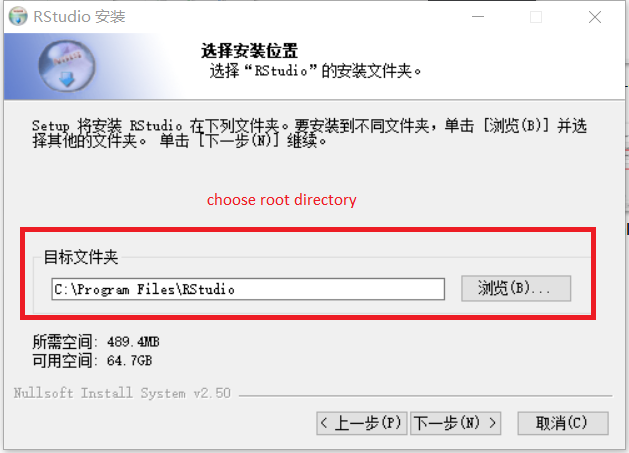 RStudio 安装
选择安装位置
选择“RStudio”的安装文件夹。
Setup 将安装 RStudio 在下列文件夹。要安装到不同文件夹，单击 [浏览(B)] 并选
择其他的文件夹。 单击 [下一步(N)] 继续。
choose root directory
目标文件夹
C:\Program Files\RStudio
浏览(B)...
所需空间: 489.4MB
可用空间: 64.7GB
Nullsoft Install System v2.50
< 上一步(P) 下一步(N) > 取消(C)